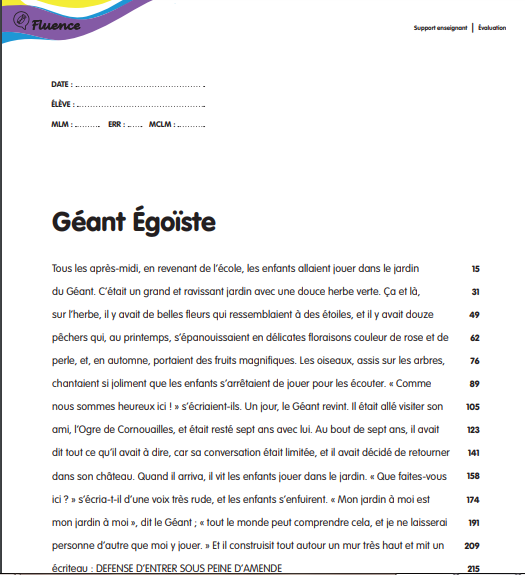 Fluence
Support enseignant | Évaluation
DATE : ..........................................
ÉLÈVE : ..........................................
MLM : ......... ERR : ...... MCLM : ..........
Géant Égoïste
Tous les après-midi, en revenant de l'école, les enfants allaient jouer dans le jardin 15
du Géant. C'était un grand et ravissant jardin avec une douce herbe verte. Ça et là, 31
sur l'herbe, il y avait de belles fleurs qui ressemblaient à des étoiles, et il y avait douze 49
pêchers qui, au printemps, s'épanouissaient en délicates floraisons couleur de rose et de 62
perle, et, en automne, portaient des fruits magnifiques. Les oiseaux, assis sur les arbres, 76
chantaient si joliment que les enfants s'arrêtaient de jouer pour les écouter. « Comme 89
nous sommes heureux ici ! » s'écriaient-ils. Un jour, le Géant revint. Il était allé visiter son 105
ami, l'Ogre de Cornouailles, et était resté sept ans avec lui. Au bout de sept ans, il avait 123
dit tout ce qu'il avait à dire, car sa conversation était limitée, et il avait décidé de retourner 141
dans son château. Quand il arriva, il vit les enfants jouer dans le jardin. « Que faites-vous 158
ici ? » s'écria-t-il d'une voix très rude, et les enfants s'enfuirent. « Mon jardin à moi est 174
mon jardin à moi », dit le Géant ; « tout le monde peut comprendre cela, et je ne laisserai 191
personne d'autre que moi y jouer. » Et il construisit tout autour un mur très haut et mit un 209
écriteau : DEFENSE D'ENTRER SOUS PEINE D'AMENDE 215